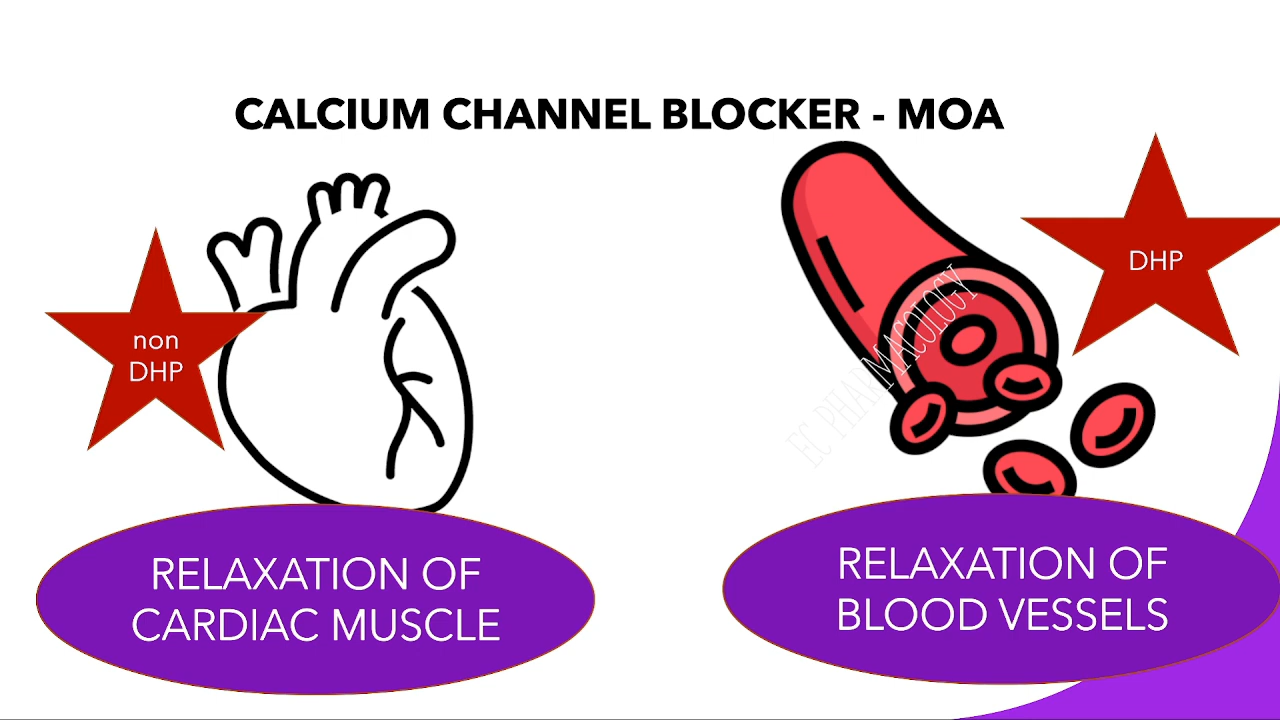 CALCIUM CHANNEL BLOCKER - MOA
non
DHP
DHP
EC PHARMACOLOGY
RELAXATION OF
CARDIAC MUSCLE
RELAXATION OF
BLOOD VESSELS